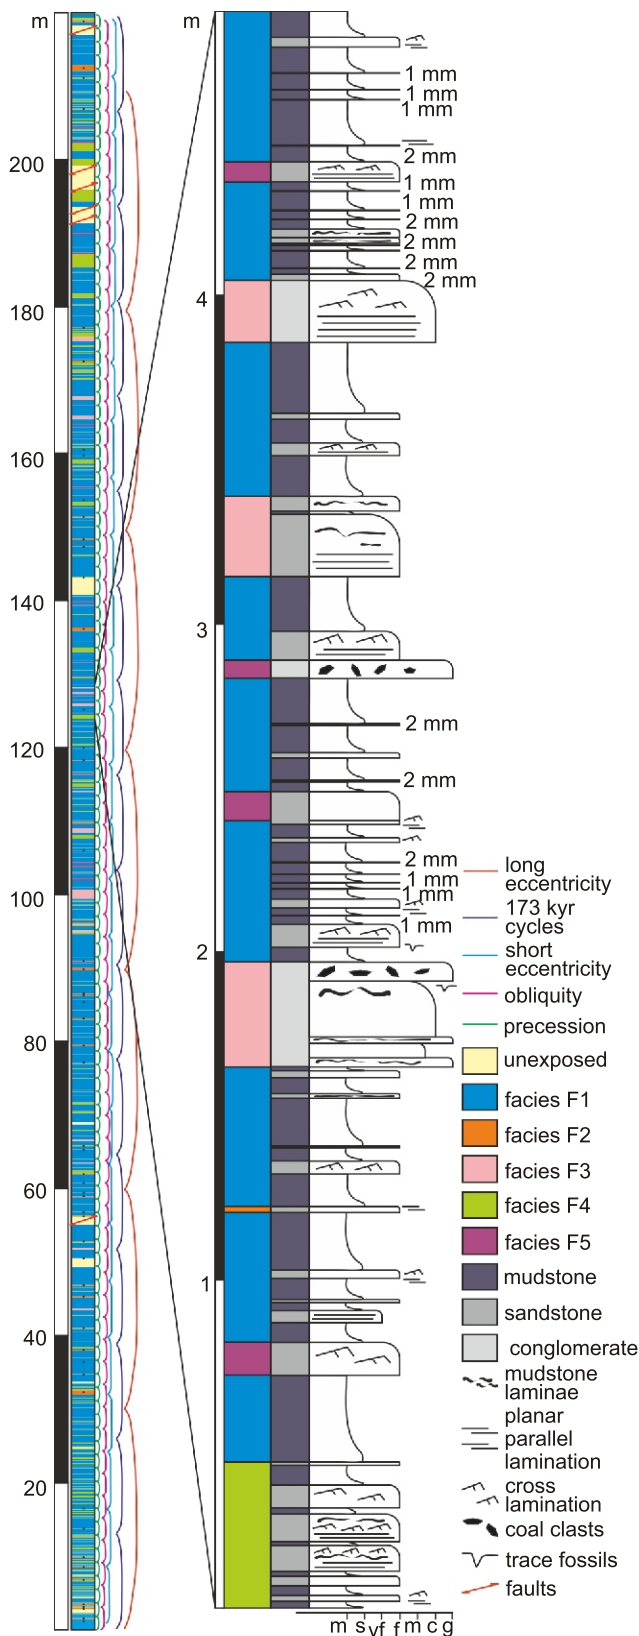 m
200
180
160
140
120
100
80
60
40
20
m
4
3
2
1
1 mm
1 mm
1 mm
2 mm
1 mm
1 mm
2 mm
2 mm
2 mm
2 mm
2 mm
2 mm
2 mm
1 mm
1 mm
1 mm
m s vf f m c g
long
eccentricity
173 kyr
cycles
short
eccentricity
obliquity
precession
unexposed
facies F1
facies F2
facies F3
facies F4
facies F5
mudstone
sandstone
conglomerate
mudstone
laminae
planar
parallel
lamination
cross
lamination
coal clasts
trace fossils
faults